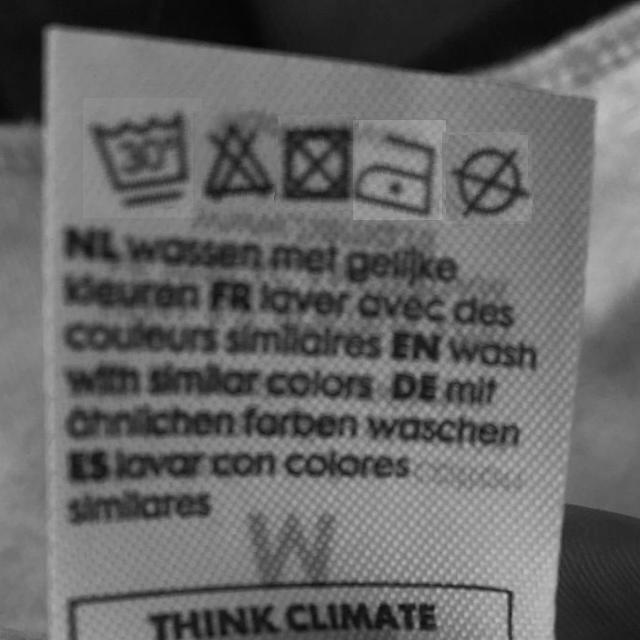 30°
NL wassen met gelijke
kleuren FR laver avec des
couleurs similaires EN wash
with similar colors DE mit
ähnlichen farben waschen
ES lavar con colores
similares
W
THINK CLIMATE